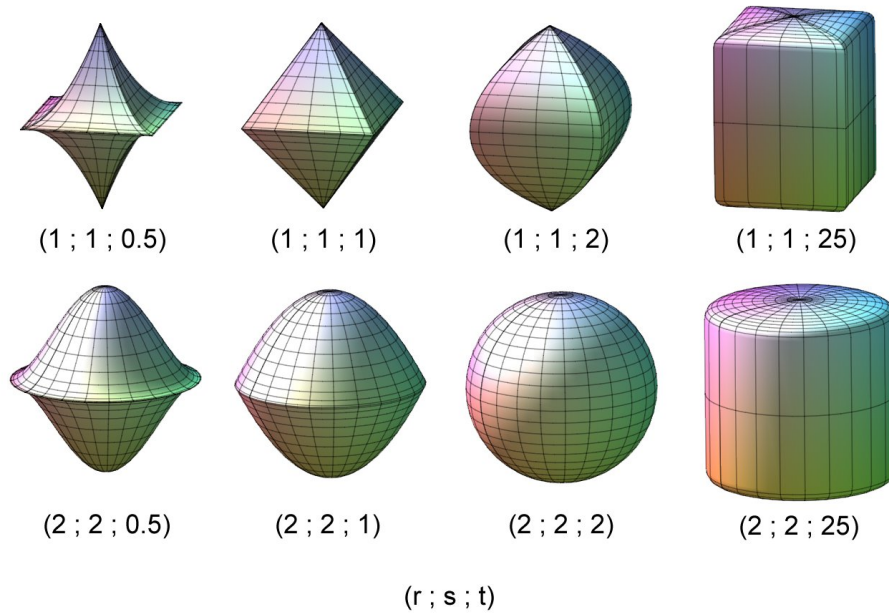 (1 ; 1 ; 0.5) (1 ; 1 ; 1) (1 ; 1 ; 2) (1 ; 1 ; 25)
(2 ; 2 ; 0.5) (2 ; 2 ; 1) (2 ; 2 ; 2) (2 ; 2 ; 25)
(r ; s ; t)